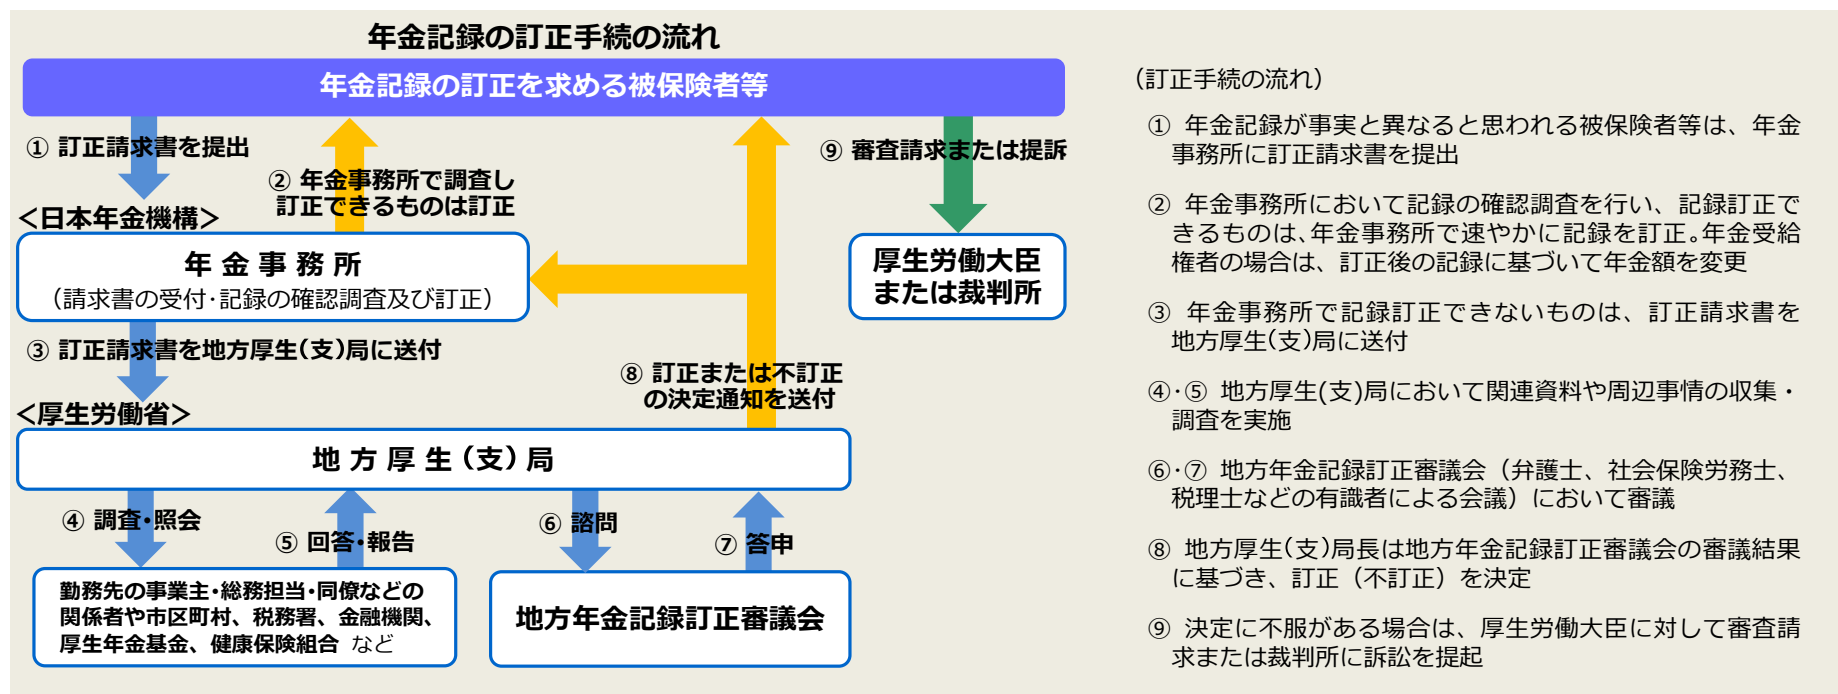 年金記録の訂正手続の流れ
年金記録の訂正を求める被保険者等
① 訂正請求書を提出
② 年金事務所で調査し
訂正できるものは訂正
⑨ 審査請求または提訴
<日本年金機構>
年 金 事 務 所
（請求書の受付・記録の確認調査及び訂正）
厚生労働大臣
または裁判所
③ 訂正請求書を地方厚生(支)局に送付
⑧ 訂正または不訂正
の決定通知を送付
<厚生労働省>
地 方 厚 生（支）局
④ 調査・照会
⑤ 回答・報告
⑥ 諮問
⑦ 答申
勤務先の事業主・総務担当・同僚などの
関係者や市区町村、税務署、金融機関、
厚生年金基金、健康保険組合 など
地方年金記録訂正審議会
（訂正手続の流れ）
① 年金記録が事実と異なると思われる被保険者等は、年金
事務所に訂正請求書を提出
② 年金事務所において記録の確認調査を行い、記録訂正で
きるものは、年金事務所で速やかに記録を訂正。年金受給
権者の場合は、訂正後の記録に基づいて年金額を変更
③ 年金事務所で記録訂正できないものは、訂正請求書を
地方厚生(支)局に送付
④・⑤ 地方厚生(支)局において関連資料や周辺事情の収集・
調査を実施
⑥・⑦ 地方年金記録訂正審議会（弁護士、社会保険労務士、
税理士などの有識者による会議）において審議
⑧ 地方厚生(支)局長は地方年金記録訂正審議会の審議結果
に基づき、訂正（不訂正）を決定
⑨ 決定に不服がある場合は、厚生労働大臣に対して審査請
求または裁判所に訴訟を提起